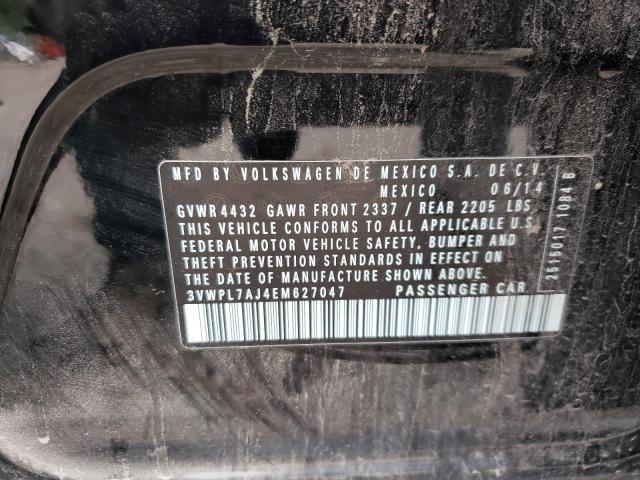 MFD BY VOLKSWAGEN DE MEXICO S.A. DE C.V.
MEXICO 06/14
GVWR 4432 GAWR FRONT 2337 / REAR 2205 LBS
THIS VEHICLE CONFORMS TO ALL APPLICABLE U.S.
FEDERAL MOTOR VEHICLE SAFETY, BUMPER AND
THEFT PREVENTION STANDARDS IN EFFECT ON
THE DATE OF MANUFACTURE SHOWN ABOVE.
3VWPL7AJ4EM627047 PASSENGER CAR
1084 B